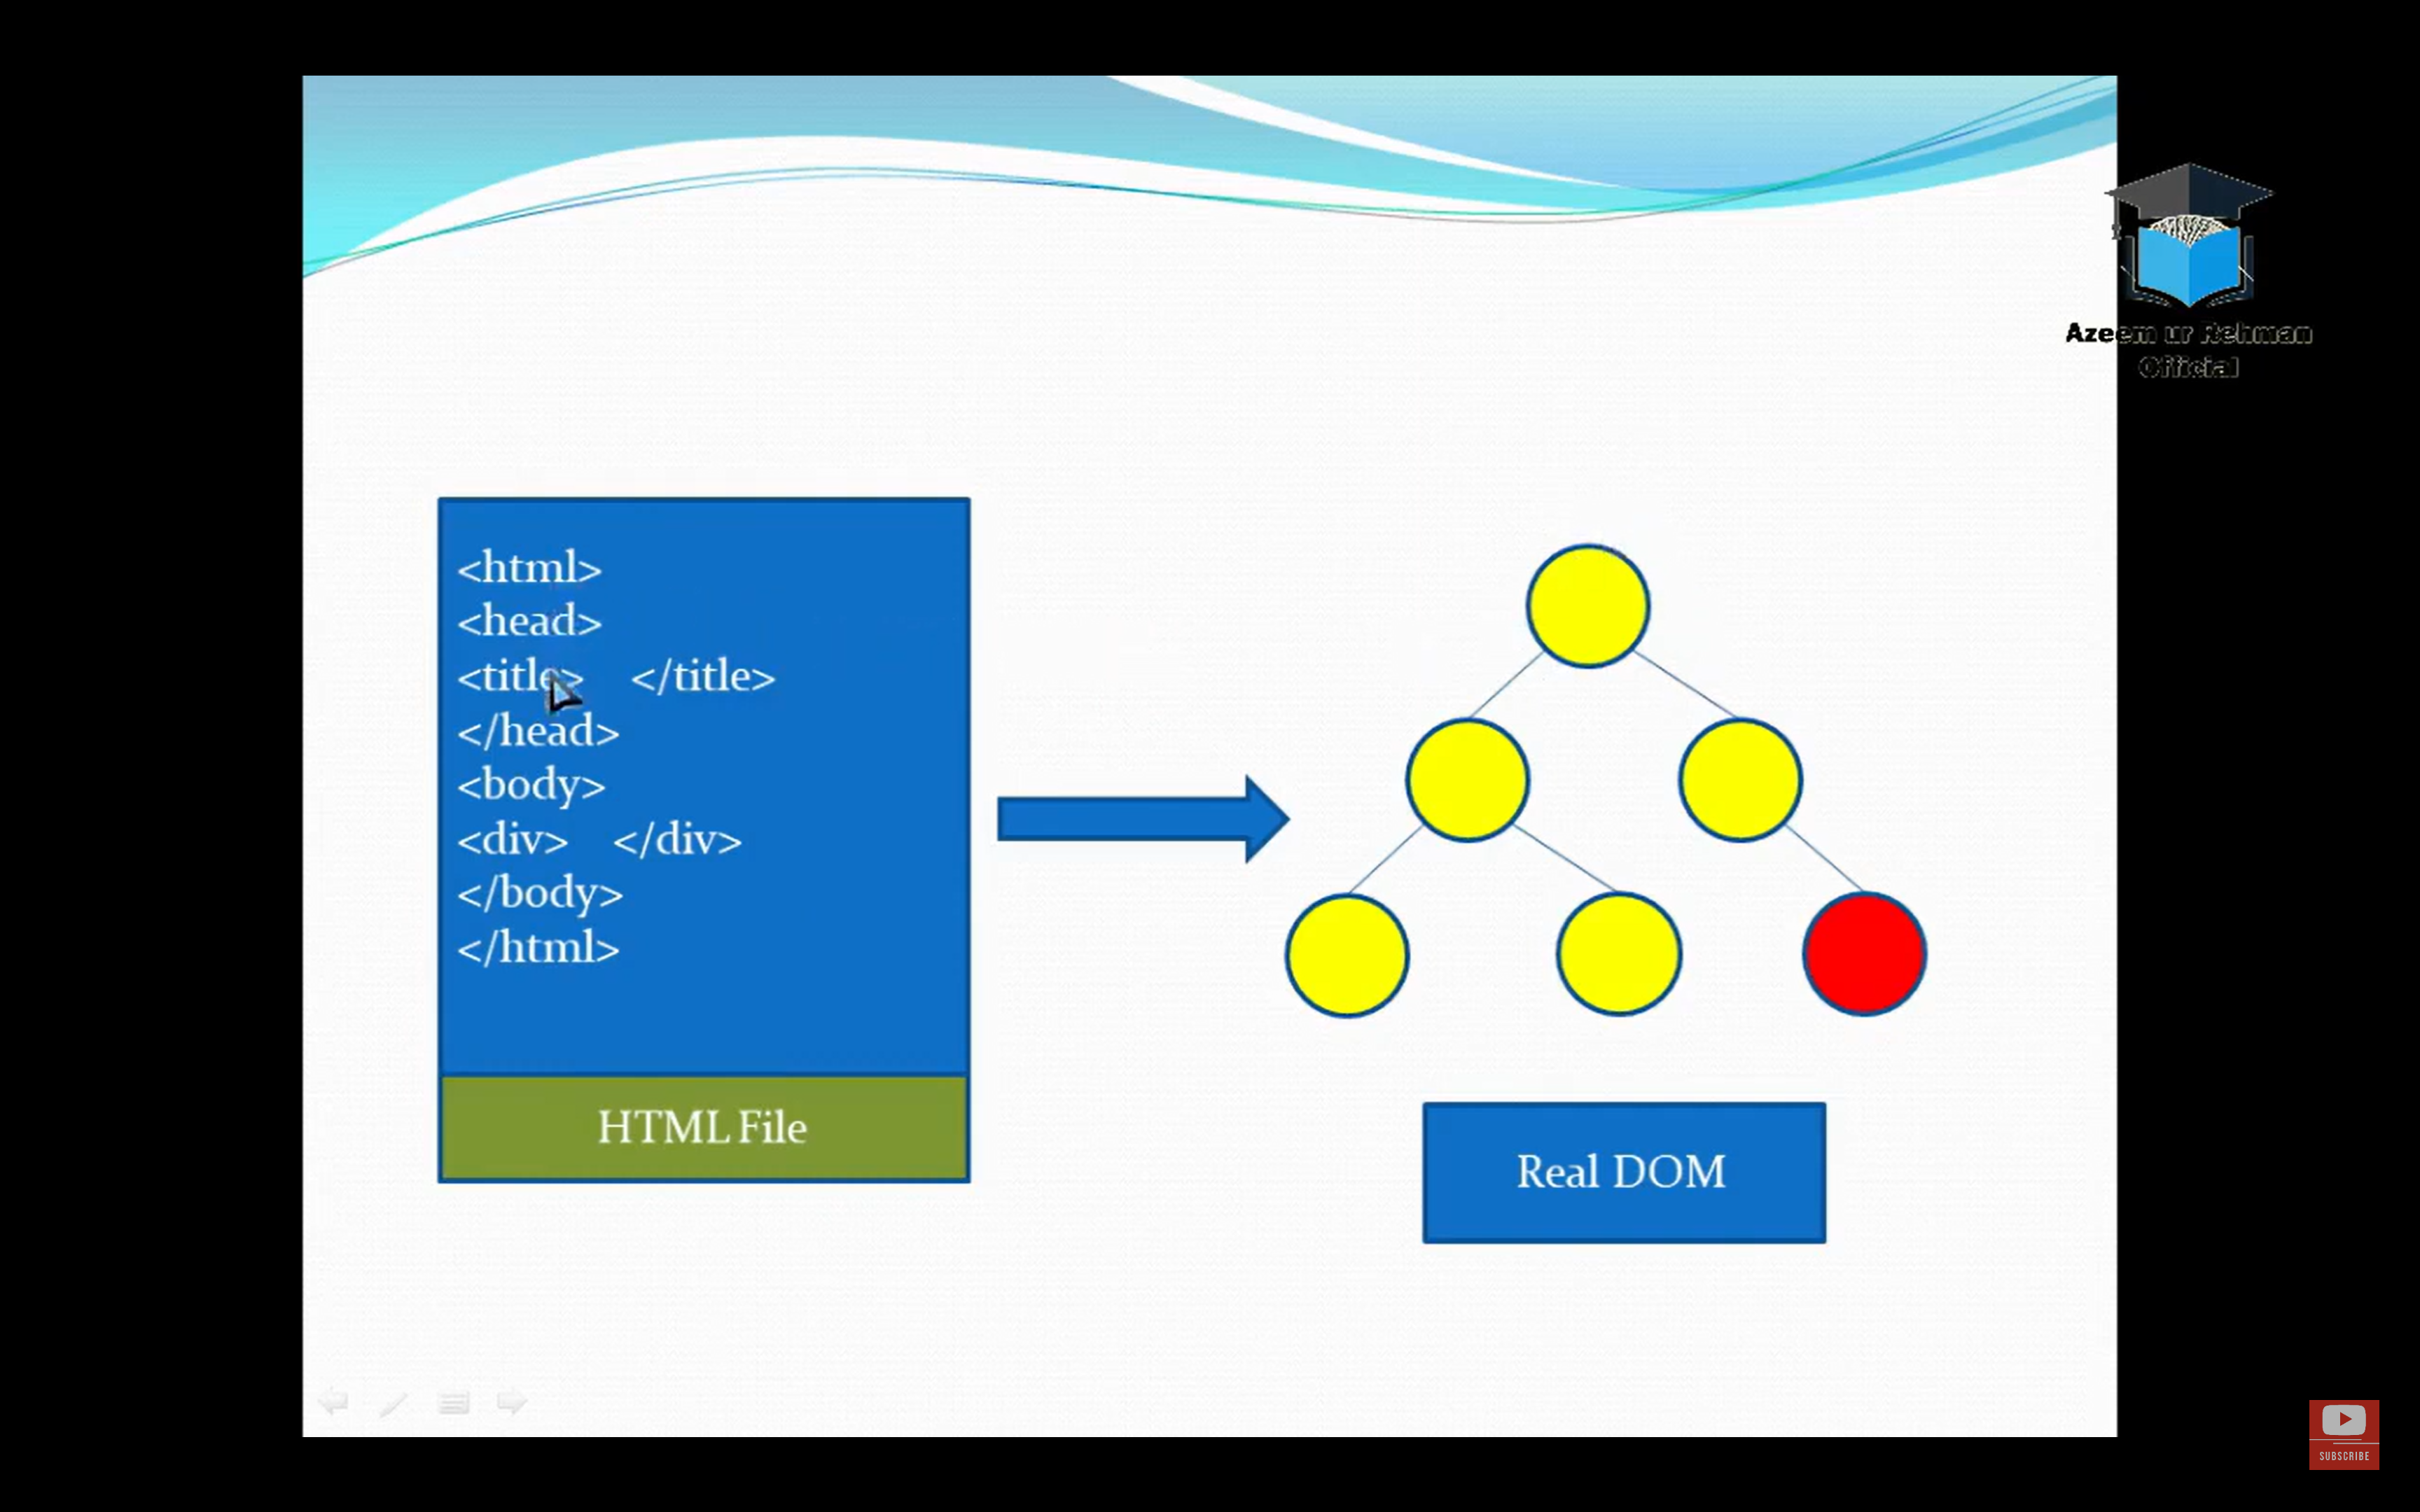 Azeem ur Rehman
Official
<html>
<head>
<title> </title>
</head>
<body>
<div> </div>
</body>
</html>
HTML File
Real DOM
SUBSCRIBE